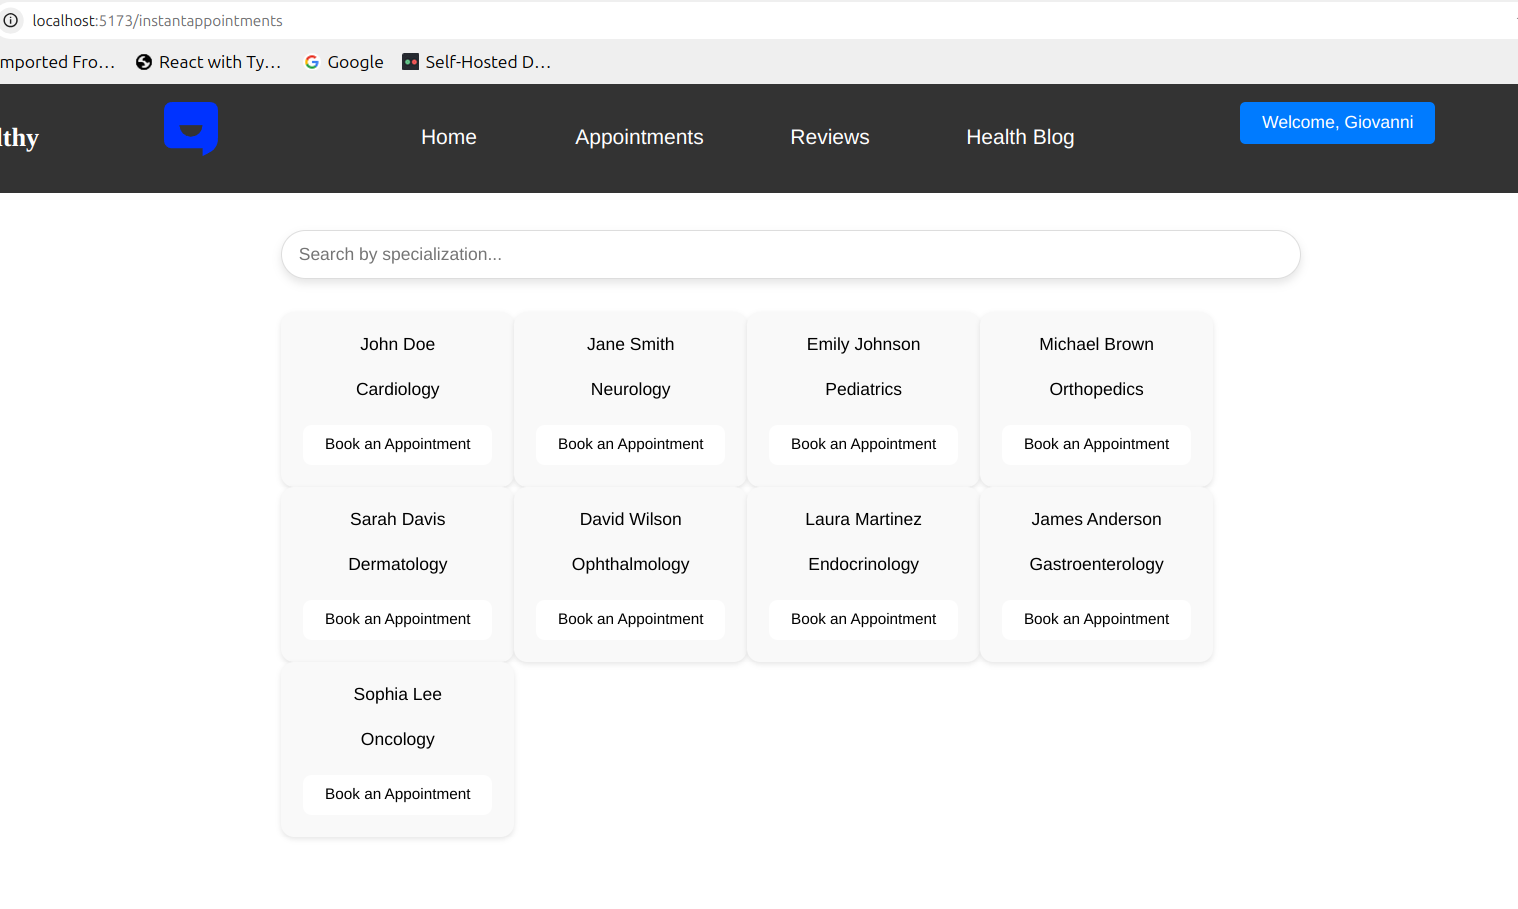 localhost:5173/instantappointments
mported Fro... React with Ty... Google Self-Hosted D...
lthy Home Appointments Reviews Health Blog Welcome, Giovanni
Search by specialization...
John Doe Jane Smith Emily Johnson Michael Brown
Cardiology Neurology Pediatrics Orthopedics
Book an Appointment Book an Appointment Book an Appointment Book an Appointment
Sarah Davis David Wilson Laura Martinez James Anderson
Dermatology Ophthalmology Endocrinology Gastroenterology
Book an Appointment Book an Appointment Book an Appointment Book an Appointment
Sophia Lee
Oncology
Book an Appointment